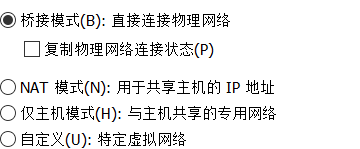 桥接模式(B): 直接连接物理网络
复制物理网络连接状态(P)
NAT 模式(N): 用于共享主机的 IP 地址
仅主机模式(H): 与主机共享的专用网络
自定义(U): 特定虚拟网络